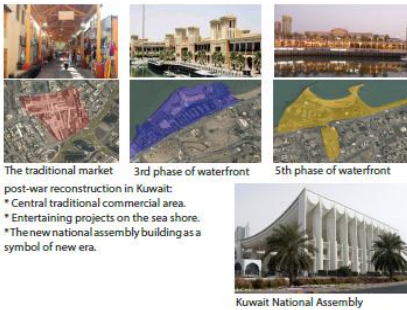 The traditional market
3rd phase of waterfront
5th phase of waterfront
post-war reconstruction in Kuwait:
* Central traditional commercial area.
* Entertaining projects on the sea shore.
*The new national assembly building as a
symbol of new era.
Kuwait National Assembly